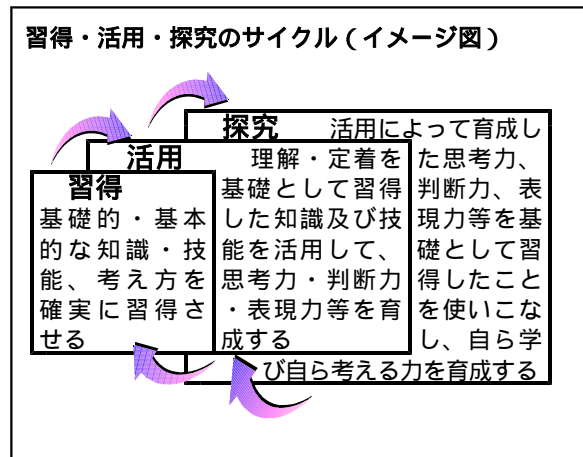 習得・活用・探究のサイクル(イメージ図)
習得
基礎的・基本
的な知識・技
能、考え方を
確実に習得さ
せる
活用
理解・定着を
基礎として習得
した知識及び技
能を活用して、
思考力・判断力
・表現力等を育
成する
探究 活用によって育成し
た思考力、
判断力、表
現力等を基
礎として習
得したこと
を使いこな
し、自ら学
び自ら考える力を育成する